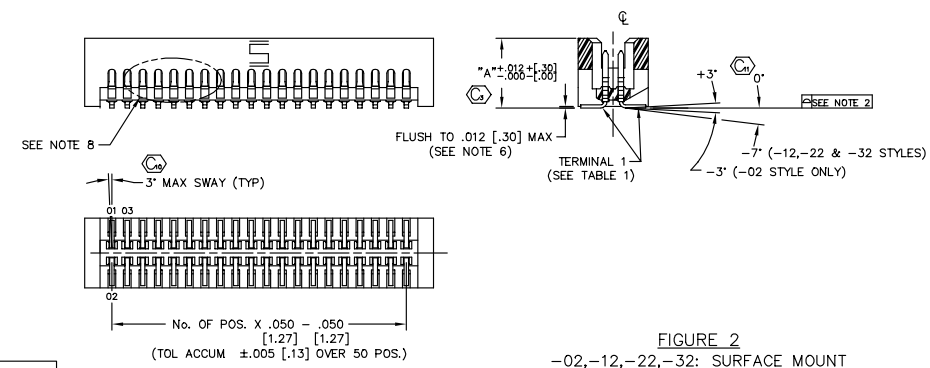 ℄
"A"+.012 +[.30]
-.000 -[.00]
C3
+3°
C11
0°
SEE NOTE 2
SEE NOTE 8
FLUSH TO .012 [.30] MAX
(SEE NOTE 6)
TERMINAL 1
(SEE TABLE 1)
-7° (-12,-22 & -32 STYLES)
-3° (-02 STYLE ONLY)
C10
3° MAX SWAY (TYP)
01 03
02
No. OF POS. X .050 - .050
[1.27] [1.27]
(TOL ACCUM ±.005 [.13] OVER 50 POS.)
FIGURE 2
-02,-12,-22,-32: SURFACE MOUNT